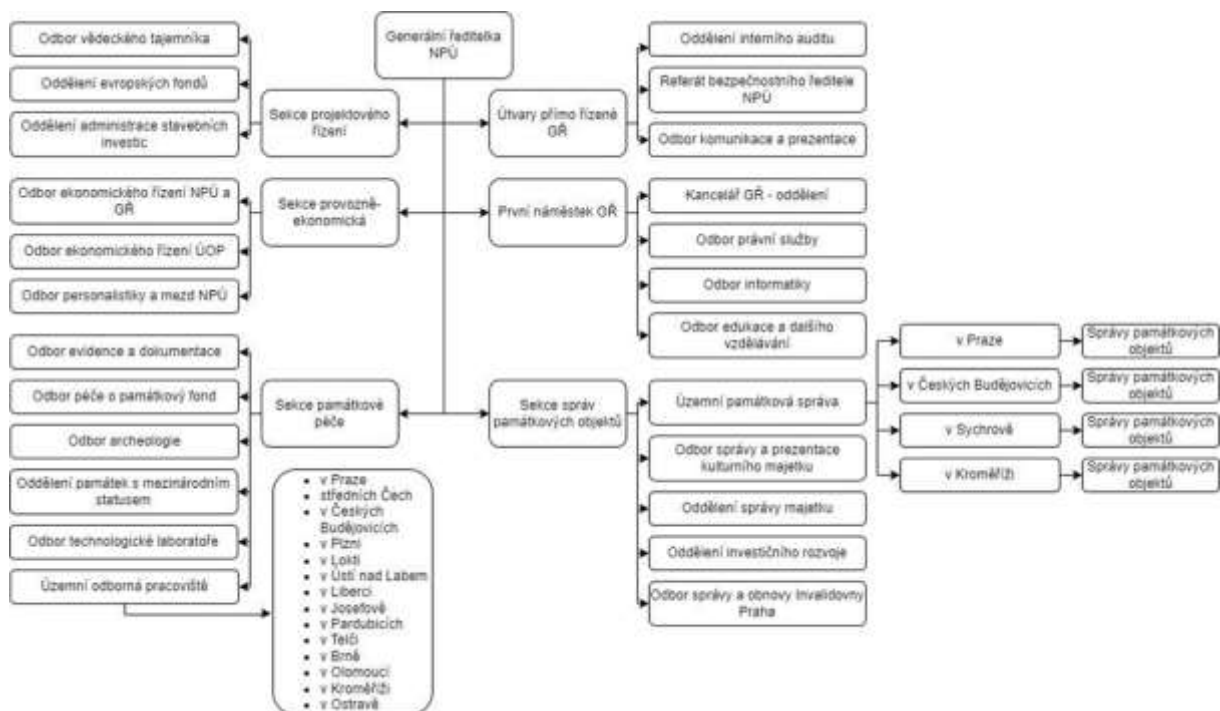 Generální ředitelka
NPÚ
Odbor vědeckého tajemníka
Oddělení evropských fondů
Oddělení administrace stavebních
investic
Sekce projektového
řízení
Útvary přímo řízené
GŘ
Oddělení interního auditu
Referát bezpečnostního ředitele
NPÚ
Odbor komunikace a prezentace
Odbor ekonomického řízení NPÚ a
GŘ
Odbor ekonomického řízení ÚOP
Odbor personalistiky a mezd NPÚ
Sekce provozně-
ekonomická
První náměstek GŘ
Kancelář GŘ - oddělení
Odbor právní služby
Odbor informatiky
Odbor edukace a dalšího
vzdělávání
Odbor evidence a dokumentace
Odbor péče o památkový fond
Odbor archeologie
Oddělení památek s mezinárodním
statusem
Odbor technologické laboratoře
Územní odborná pracoviště
Sekce památkové
péče
v Praze
středních Čech
v Českých
Budějovicích
v Plzni
v Lokti
v Ústí nad Labem
v Liberci
v Josefově
v Pardubicích
v Telči
v Brně
v Olomouci
v Kroměříži
v Ostravě
Sekce správ
památkových objektů
Územní památková správa
Odbor správy a prezentace
kulturního majetku
Oddělení správy majetku
Oddělení investičního rozvoje
Odbor správy a obnovy Invalidovny
Praha
v Praze
Správy památkových
objektů
v Českých Budějovicích
Správy památkových
objektů
v Sychrově
Správy památkových
objektů
v Kroměříži
Správy památkových
objektů